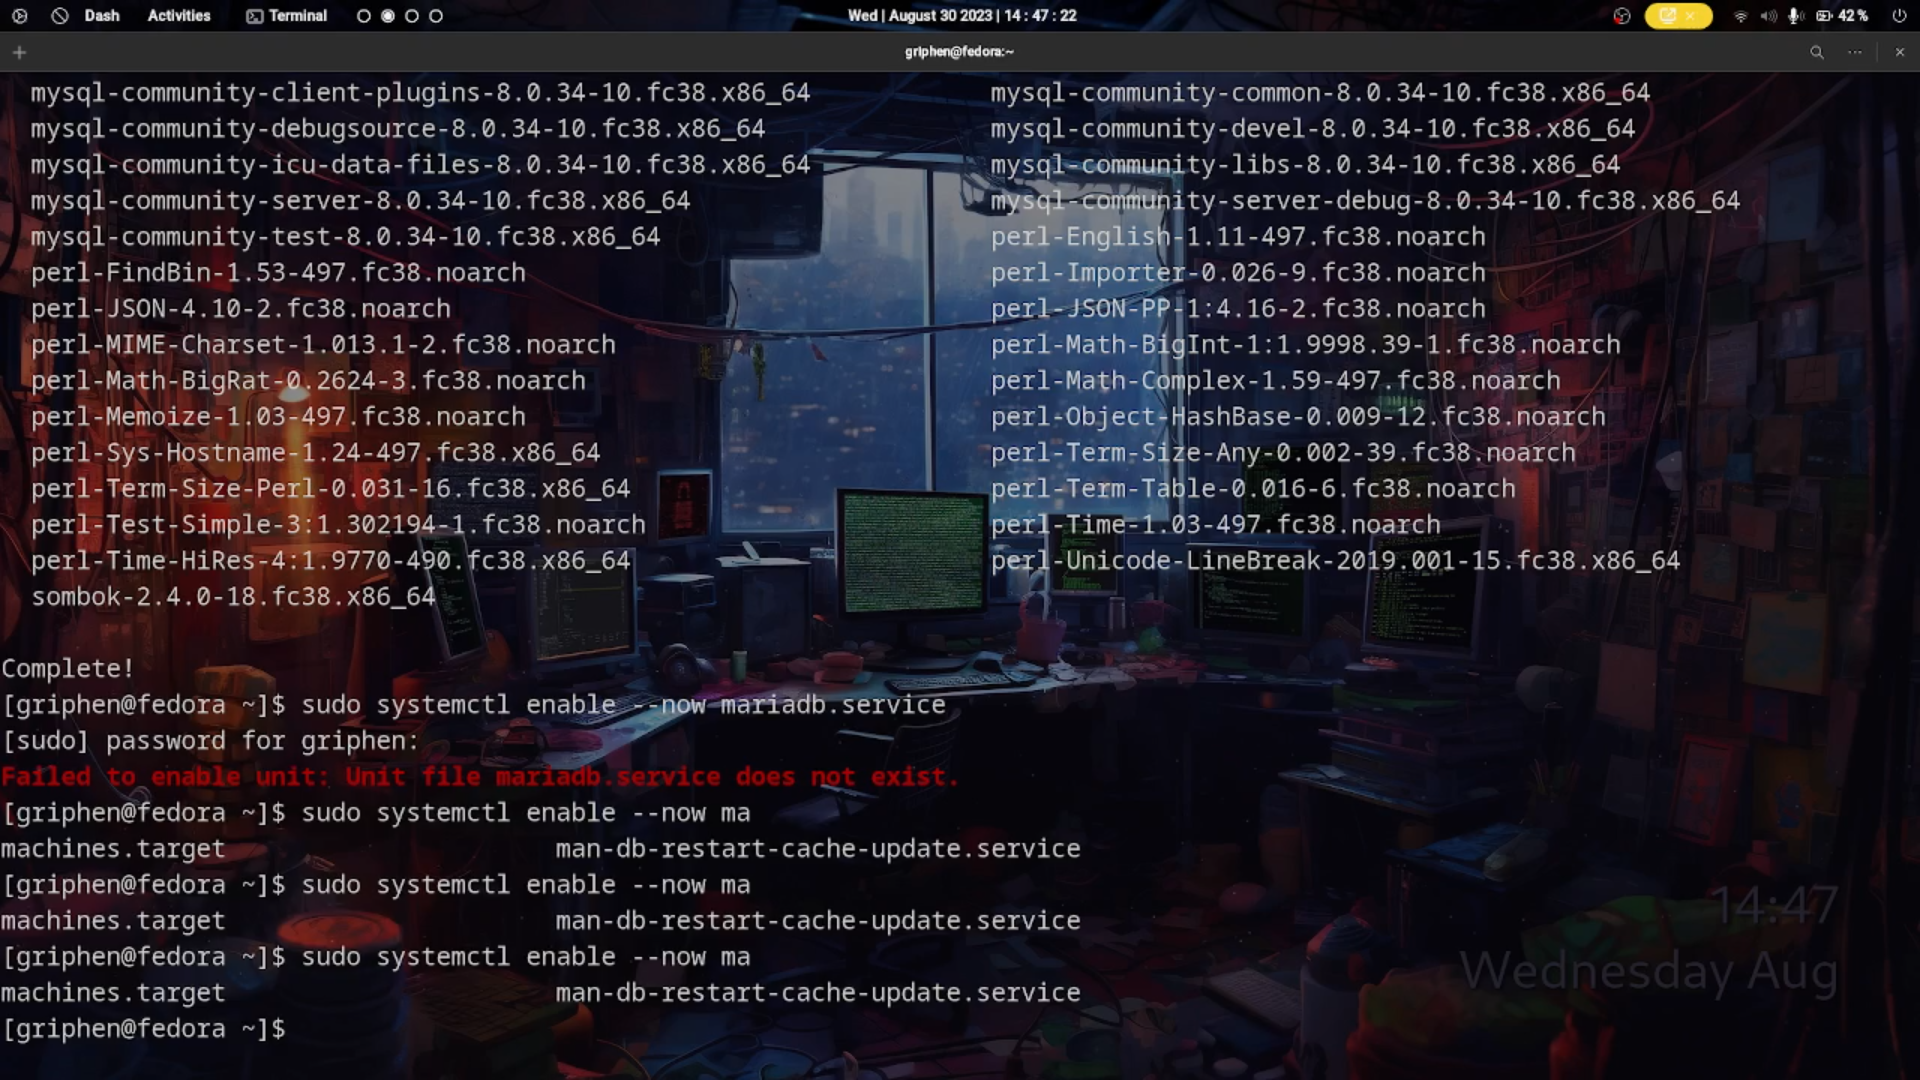 Dash Activities Terminal Wed | August 30 2023 | 14 : 47 : 22 42 %
griphen@fedora:~
mysql-community-client-plugins-8.0.34-10.fc38.x86_64 mysql-community-common-8.0.34-10.fc38.x86_64
mysql-community-debugsource-8.0.34-10.fc38.x86_64 mysql-community-devel-8.0.34-10.fc38.x86_64
mysql-community-icu-data-files-8.0.34-10.fc38.x86_64 mysql-community-libs-8.0.34-10.fc38.x86_64
mysql-community-server-8.0.34-10.fc38.x86_64 mysql-community-server-debug-8.0.34-10.fc38.x86_64
mysql-community-test-8.0.34-10.fc38.x86_64 perl-English-1.11-497.fc38.noarch
perl-FindBin-1.53-497.fc38.noarch perl-Importer-0.026-9.fc38.noarch
perl-JSON-4.10-2.fc38.noarch perl-JSON-PP-1:4.16-2.fc38.noarch
perl-MIME-Charset-1.013.1-2.fc38.noarch perl-Math-BigInt-1:1.9998.39-1.fc38.noarch
perl-Math-BigRat-0.2624-3.fc38.noarch perl-Math-Complex-1.59-497.fc38.noarch
perl-Memoize-1.03-497.fc38.noarch perl-Object-HashBase-0.009-12.fc38.noarch
perl-Sys-Hostname-1.24-497.fc38.x86_64 perl-Term-Size-Any-0.002-39.fc38.noarch
perl-Term-Size-Perl-0.031-16.fc38.x86_64 perl-Term-Table-0.016-6.fc38.noarch
perl-Test-Simple-3:1.302194-1.fc38.noarch perl-Time-1.03-497.fc38.noarch
perl-Time-HiRes-4:1.9770-490.fc38.x86_64 perl-Unicode-LineBreak-2019.001-15.fc38.x86_64
sombok-2.4.0-18.fc38.x86_64
Complete!
[griphen@fedora ~]$ sudo systemctl enable --now mariadb.service
[sudo] password for griphen:
Failed to enable unit: Unit file mariadb.service does not exist.
[griphen@fedora ~]$ sudo systemctl enable --now ma
machines.target man-db-restart-cache-update.service
[griphen@fedora ~]$ sudo systemctl enable --now ma
machines.target man-db-restart-cache-update.service
[griphen@fedora ~]$ sudo systemctl enable --now ma
machines.target man-db-restart-cache-update.service
[griphen@fedora ~]$
14:47
Wednesday Aug